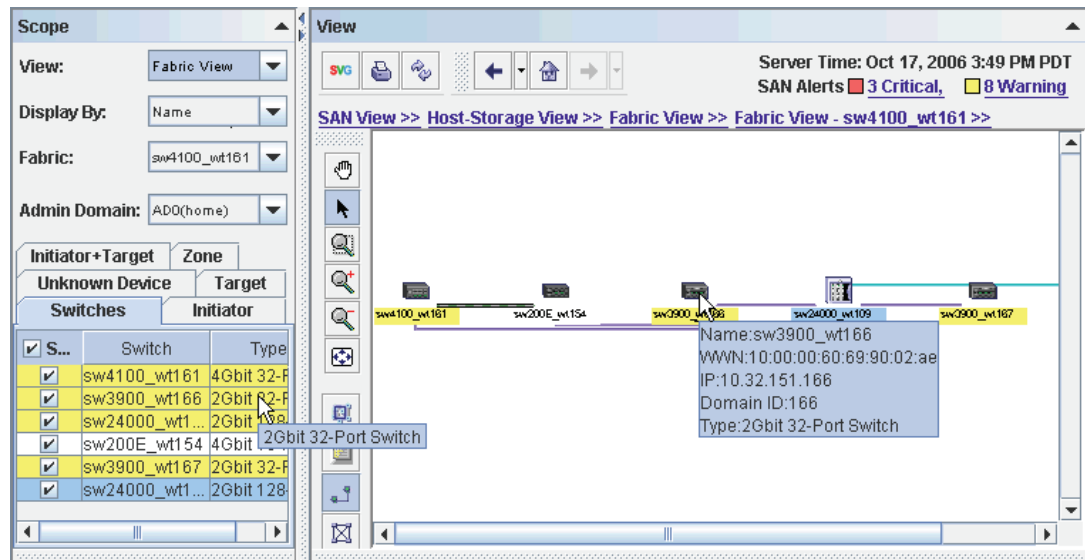 Scope
View:
Fabric View
Display By:
Name
Fabric:
sw4100_wt161
Admin Domain:
AD0(home)
Initiator+Target
Zone
Unknown Device
Target
Switches
Initiator
S... Switch Type
sw4100_wt161 4Gbit 32-P
sw3900_wt166 2Gbit 32-P
sw24000_wt1... 2Gbit 128-
sw200E_wt154 4Gbit
sw3900_wt167 2Gbit 32-P
sw24000_wt1... 2Gbit 128-
2Gbit 32-Port Switch
View
SVG
Server Time: Oct 17, 2006 3:49 PM PDT
SAN Alerts 3 Critical, 8 Warning
SAN View >> Host-Storage View >> Fabric View >> Fabric View - sw4100_wt161 >>
sw4100_wt161 sw200E_wt154 sw3900_wt166 sw24000_wt109 sw3900_wt167
Name:sw3900_wt166
WWN:10:00:00:60:69:90:02:ae
IP:10.32.151.166
Domain ID:166
Type:2Gbit 32-Port Switch